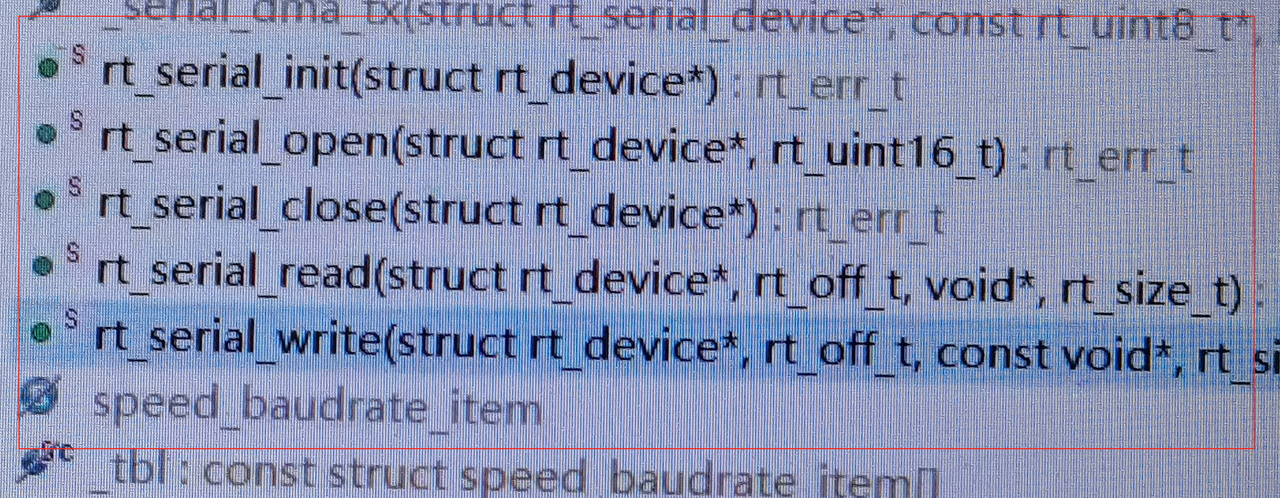 _serial_dma_tx(struct rt_serial_device*, const rt_uint8_t*,
S rt_serial_init(struct rt_device*) : rt_err_t
S rt_serial_open(struct rt_device*, rt_uint16_t) : rt_err_t
S rt_serial_close(struct rt_device*) : rt_err_t
S rt_serial_read(struct rt_device*, rt_off_t, void*, rt_size_t) :
S rt_serial_write(struct rt_device*, rt_off_t, const void*, rt_si
speed_baudrate_item
_tbl : const struct speed_baudrate_item[]